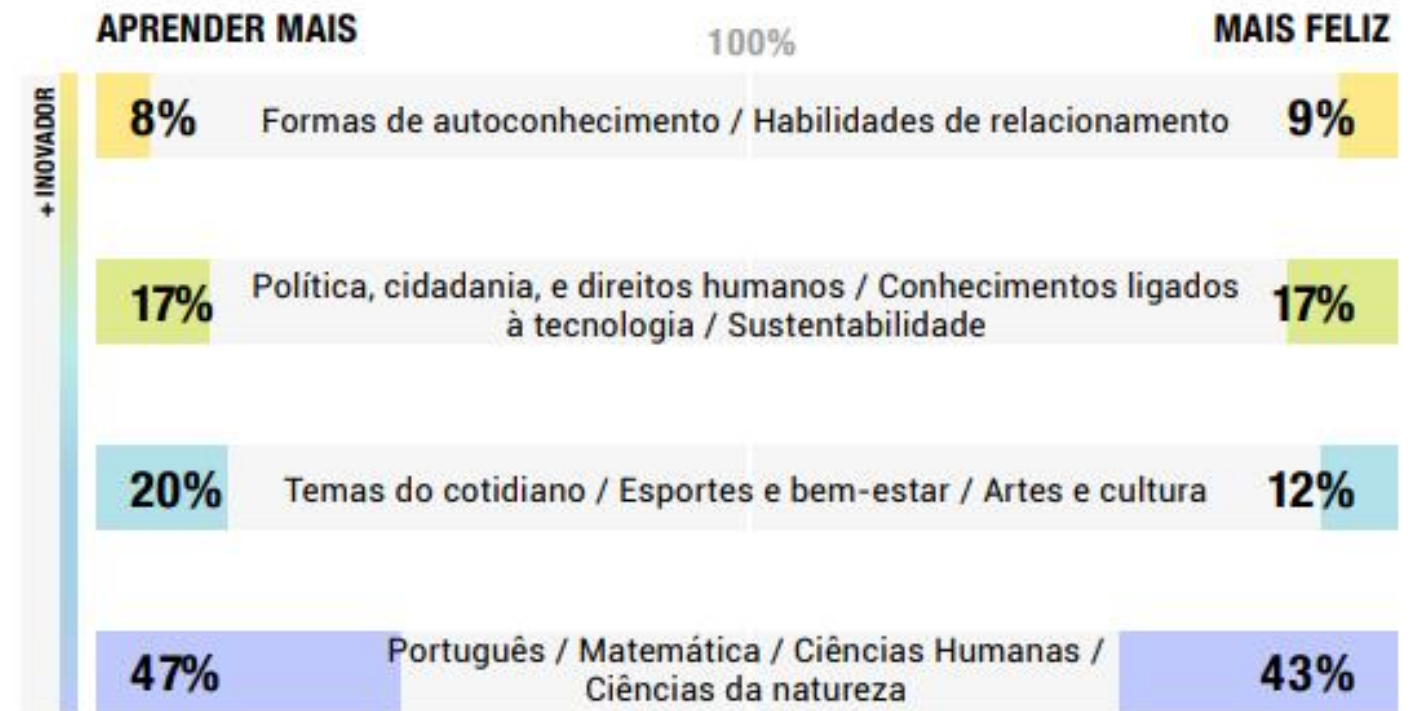 APRENDER MAIS
100%
MAIS FELIZ
+ INOVADOR
8%
Formas de autoconhecimento / Habilidades de relacionamento
9%
17%
Política, cidadania, e direitos humanos / Conhecimentos ligados
à tecnologia / Sustentabilidade
17%
20%
Temas do cotidiano / Esportes e bem-estar / Artes e cultura
12%
47%
Português / Matemática / Ciências Humanas /
Ciências da natureza
43%